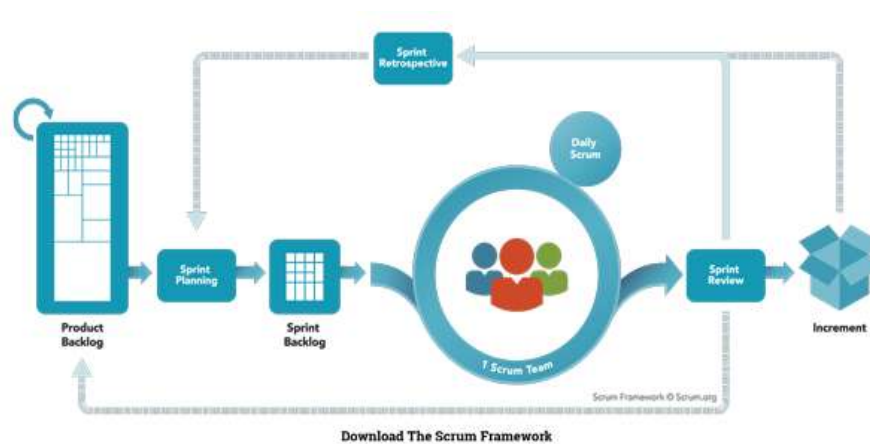 Sprint
Retrospective
Daily
Scrum
Sprint
Planning
Sprint
Review
Product
Backlog
Sprint
Backlog
1 Scrum Team
Increment
Scrum Framework © Scrum.org
Download The Scrum Framework